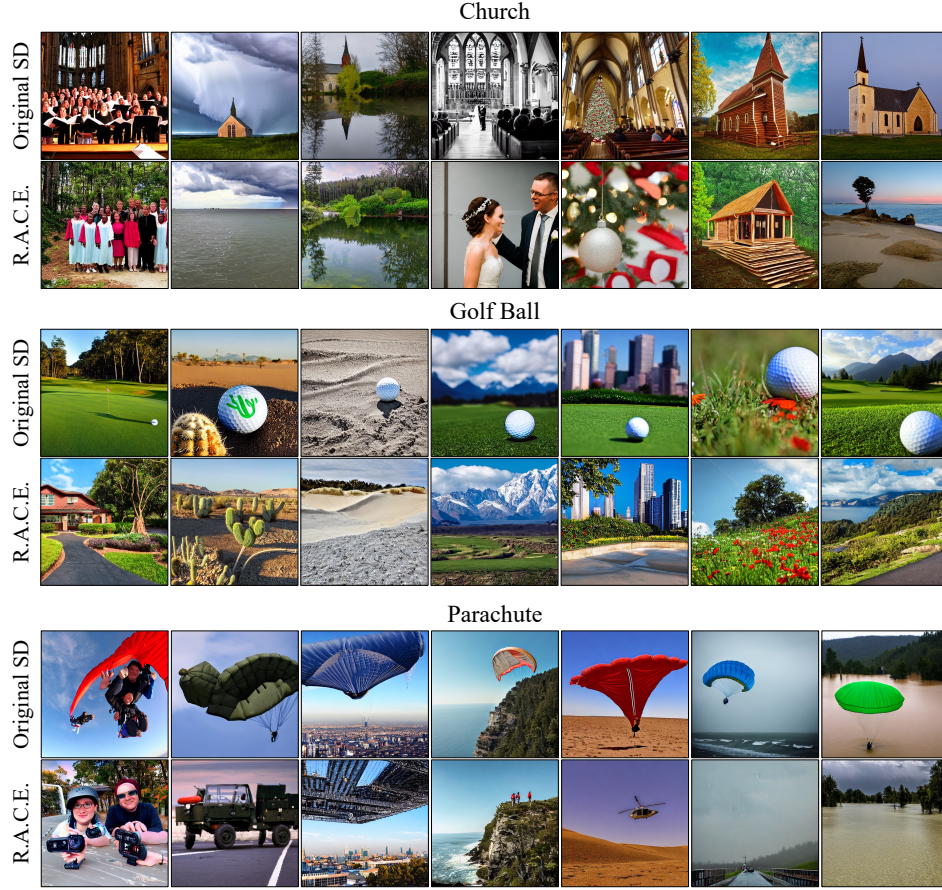 Church
Original SD
R.A.C.E.
Golf Ball
Original SD
R.A.C.E.
Parachute
Original SD
R.A.C.E.